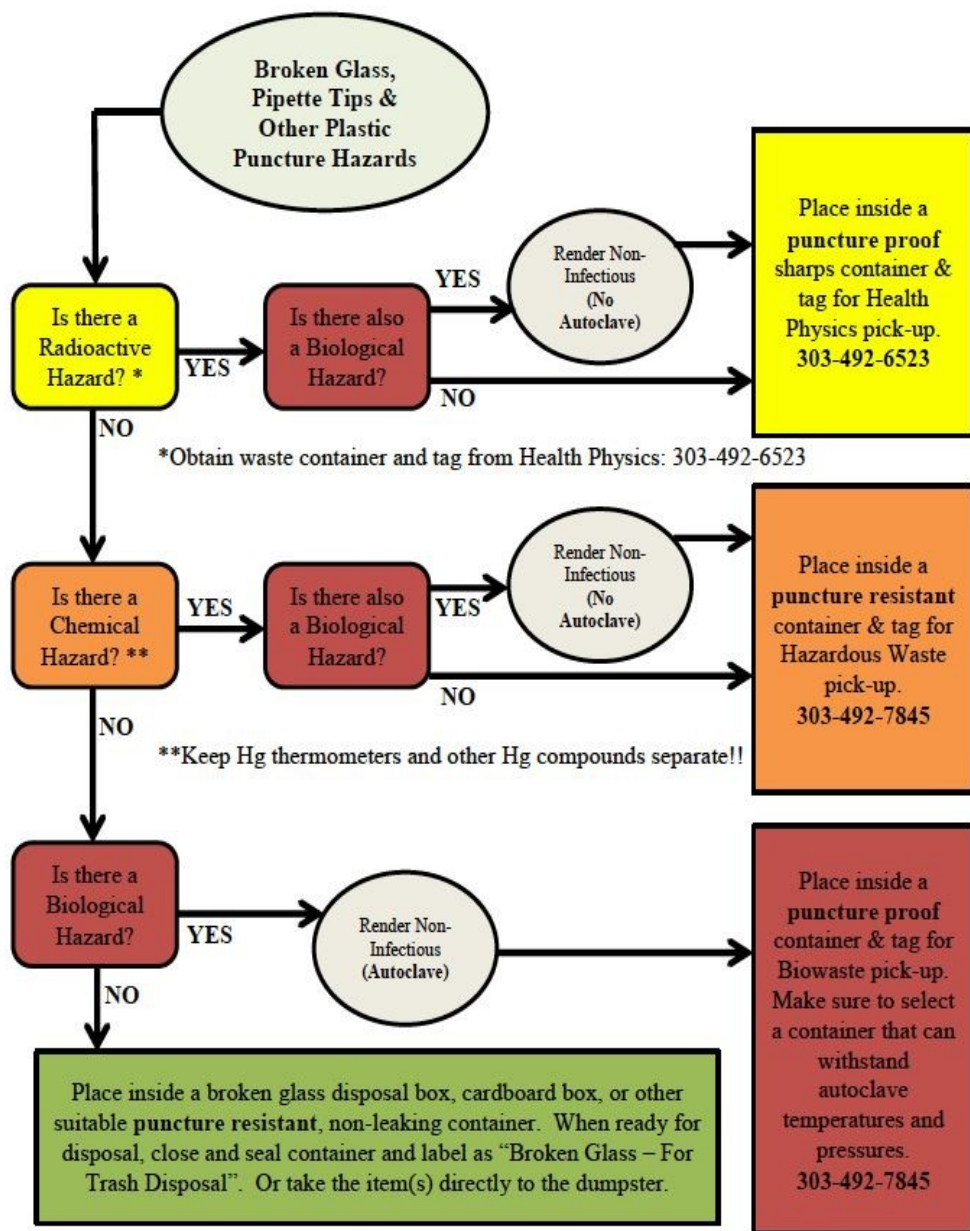 Broken Glass,
Pipette Tips &
Other Plastic
Puncture Hazards
Is there a
Radioactive
Hazard? *
YES
Is there also
a Biological
Hazard?
YES
Render Non-
Infectious
(No
Autoclave)
NO
Place inside a
puncture proof
sharps container &
tag for Health
Physics pick-up.
303-492-6523
NO
*Obtain waste container and tag from Health Physics: 303-492-6523
Is there a
Chemical
Hazard? **
YES
Is there also
a Biological
Hazard?
YES
Render Non-
Infectious
(No
Autoclave)
NO
Place inside a
puncture resistant
container & tag for
Hazardous Waste
pick-up.
303-492-7845
NO
**Keep Hg thermometers and other Hg compounds separate!!
Is there a
Biological
Hazard?
YES
Render Non-
Infectious
(Autoclave)
Place inside a
puncture proof
container & tag for
Biowaste pick-up.
Make sure to select
a container that can
withstand
autoclave
temperatures and
pressures.
303-492-7845
NO
Place inside a broken glass disposal box, cardboard box, or other
suitable puncture resistant, non-leaking container.  When ready for
disposal, close and seal container and label as “Broken Glass – For
Trash Disposal”.  Or take the item(s) directly to the dumpster.